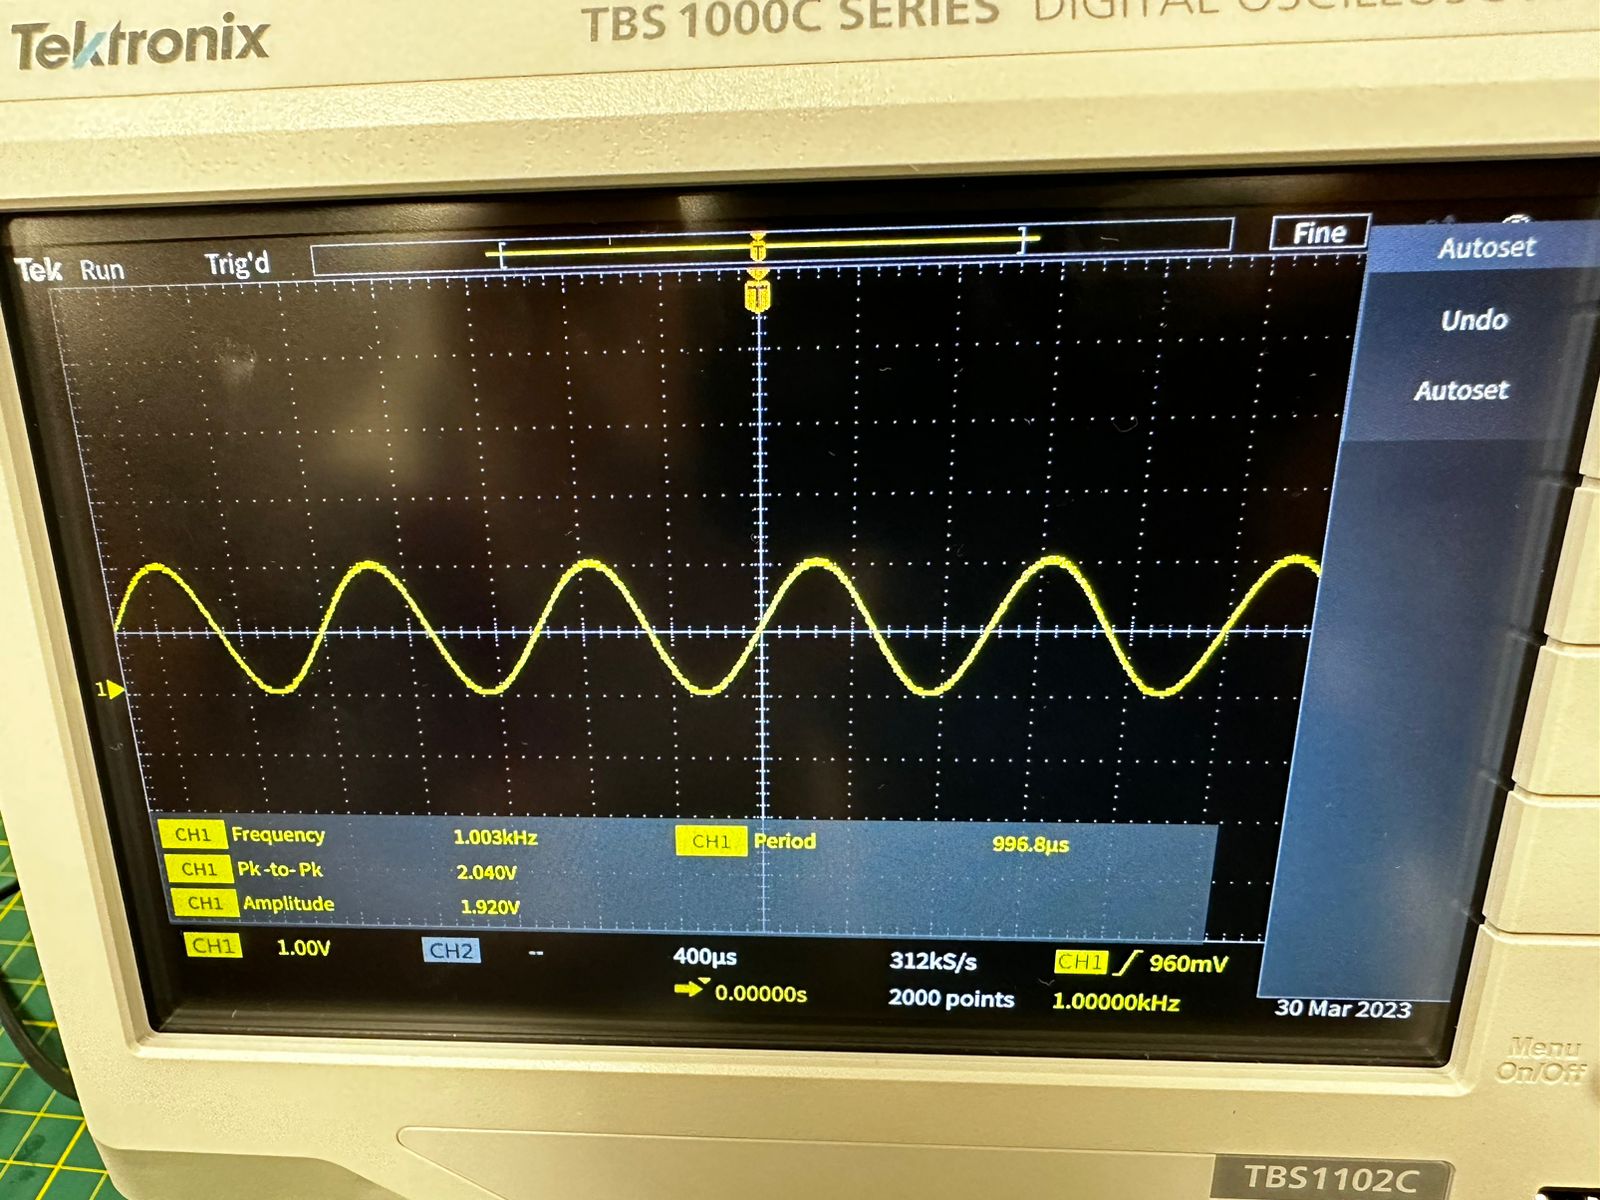 Tektronix
TBS 1000C SERIES DIGITAL
Tek Run Trig'd Fine
T
T
Autoset
Undo
Autoset
1
CH1 Frequency 1.003kHz CH1 Period 996.8µs
CH1 Pk-to-Pk 2.040V
CH1 Amplitude 1.920V
CH1 1.00V CH2 -- 400µs 312kS/s CH1 960mV
0.00000s 2000 points 1.00000kHz
30 Mar 2023
Menu
On/Off
TBS1102C